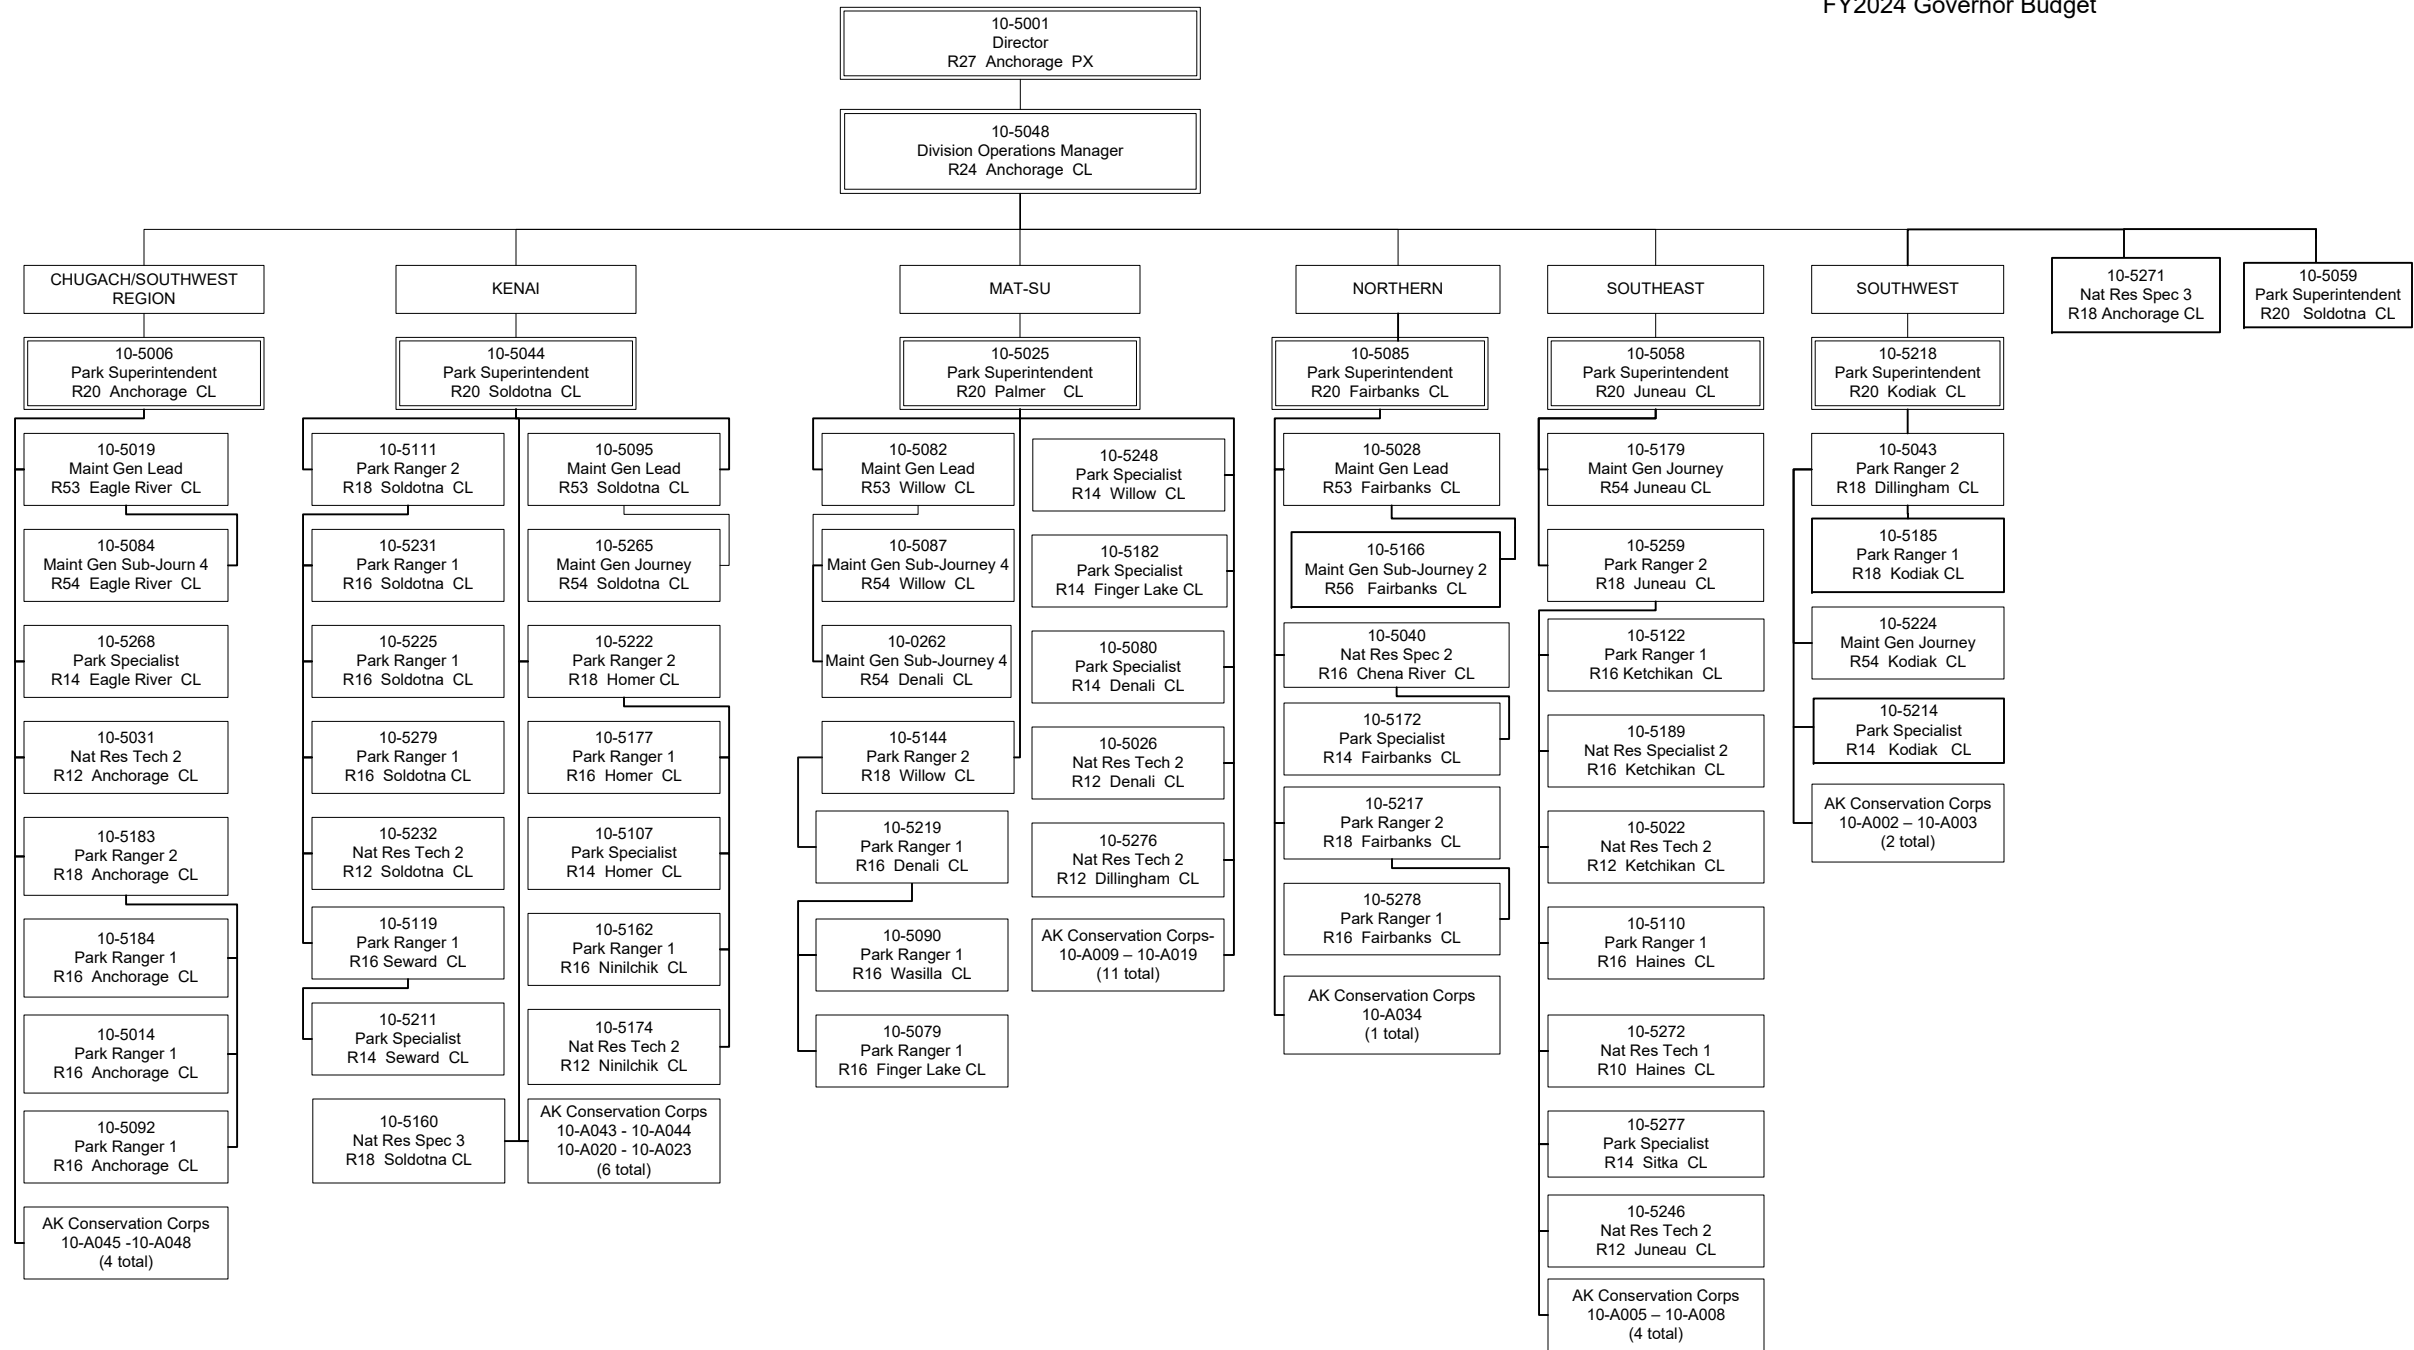 FY2024 Governor Budget
10-5001
Director
R27 Anchorage PX
10-5048
Division Operations Manager
R24 Anchorage CL
CHUGACH/SOUTHWEST
REGION
KENAI
MAT-SU
NORTHERN
SOUTHEAST
SOUTHWEST
10-5271
Nat Res Spec 3
R18 Anchorage CL
10-5059
Park Superintendent
R20 Soldotna CL
10-5006
Park Superintendent
R20 Anchorage CL
10-5019
Maint Gen Lead
R53 Eagle River CL
10-5084
Maint Gen Sub-Journ 4
R54 Eagle River CL
10-5268
Park Specialist
R14 Eagle River CL
10-5031
Nat Res Tech 2
R12 Anchorage CL
10-5183
Park Ranger 2
R18 Anchorage CL
10-5184
Park Ranger 1
R16 Anchorage CL
10-5014
Park Ranger 1
R16 Anchorage CL
10-5092
Park Ranger 1
R16 Anchorage CL
AK Conservation Corps
10-A045 -10-A048
(4 total)
10-5044
Park Superintendent
R20 Soldotna CL
10-5111
Park Ranger 2
R18 Soldotna CL
10-5231
Park Ranger 1
R16 Soldotna CL
10-5225
Park Ranger 1
R16 Soldotna CL
10-5279
Park Ranger 1
R16 Soldotna CL
10-5232
Nat Res Tech 2
R12 Soldotna CL
10-5119
Park Ranger 1
R16 Seward CL
10-5211
Park Specialist
R14 Seward CL
10-5160
Nat Res Spec 3
R18 Soldotna CL
10-5095
Maint Gen Lead
R53 Soldotna CL
10-5265
Maint Gen Journey
R54 Soldotna CL
10-5222
Park Ranger 2
R18 Homer CL
10-5177
Park Ranger 1
R16 Homer CL
10-5107
Park Specialist
R14 Homer CL
10-5162
Park Ranger 1
R16 Ninilchik CL
10-5174
Nat Res Tech 2
R12 Ninilchik CL
AK Conservation Corps
10-A043 - 10-A044
10-A020 - 10-A023
(6 total)
10-5025
Park Superintendent
R20 Palmer CL
10-5082
Maint Gen Lead
R53 Willow CL
10-5087
Maint Gen Sub-Journey 4
R54 Willow CL
10-0262
Maint Gen Sub-Journey 4
R54 Denali CL
10-5144
Park Ranger 2
R18 Willow CL
10-5219
Park Ranger 1
R16 Denali CL
10-5090
Park Ranger 1
R16 Wasilla CL
10-5079
Park Ranger 1
R16 Finger Lake CL
10-5248
Park Specialist
R14 Willow CL
10-5182
Park Specialist
R14 Finger Lake CL
10-5080
Park Specialist
R14 Denali CL
10-5026
Nat Res Tech 2
R12 Denali CL
10-5276
Nat Res Tech 2
R12 Dillingham CL
AK Conservation Corps-
10-A009 – 10-A019
(11 total)
10-5085
Park Superintendent
R20 Fairbanks CL
10-5028
Maint Gen Lead
R53 Fairbanks CL
10-5166
Maint Gen Sub-Journey 2
R56 Fairbanks CL
10-5040
Nat Res Spec 2
R16 Chena River CL
10-5172
Park Specialist
R14 Fairbanks CL
10-5217
Park Ranger 2
R18 Fairbanks CL
10-5278
Park Ranger 1
R16 Fairbanks CL
AK Conservation Corps
10-A034
(1 total)
10-5058
Park Superintendent
R20 Juneau CL
10-5179
Maint Gen Journey
R54 Juneau CL
10-5259
Park Ranger 2
R18 Juneau CL
10-5122
Park Ranger 1
R16 Ketchikan CL
10-5189
Nat Res Specialist 2
R16 Ketchikan CL
10-5022
Nat Res Tech 2
R12 Ketchikan CL
10-5110
Park Ranger 1
R16 Haines CL
10-5272
Nat Res Tech 1
R10 Haines CL
10-5277
Park Specialist
R14 Sitka CL
10-5246
Nat Res Tech 2
R12 Juneau CL
AK Conservation Corps
10-A005 – 10-A008
(4 total)
10-5218
Park Superintendent
R20 Kodiak CL
10-5043
Park Ranger 2
R18 Dillingham CL
10-5185
Park Ranger 1
R18 Kodiak CL
10-5224
Maint Gen Journey
R54 Kodiak CL
10-5214
Park Specialist
R14 Kodiak CL
AK Conservation Corps
10-A002 – 10-A003
(2 total)